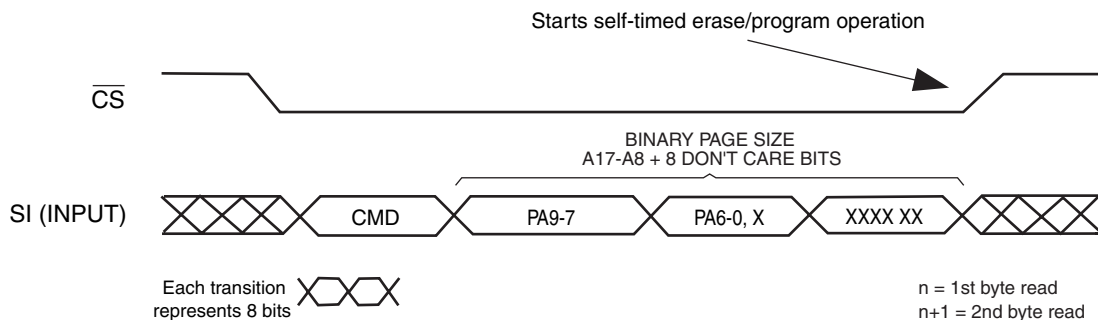 Starts self-timed erase/program operation
CS
BINARY PAGE SIZE
A17-A8 + 8 DON'T CARE BITS
SI (INPUT)
CMD
PA9-7
PA6-0, X
XXXX XX
Each transition
represents 8 bits
n = 1st byte read
n+1 = 2nd byte read